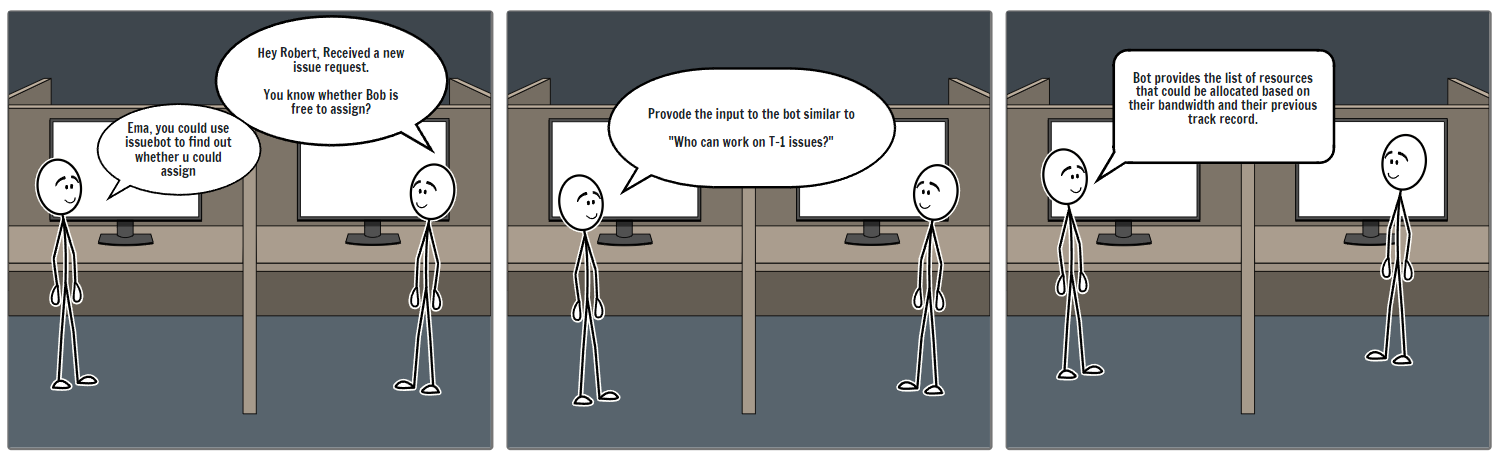 Hey Robert, Received a new
issue request.
You know whether Bob is
free to assign?
Ema, you could use
issuebot to find out
whether u could
assign
Provode the input to the bot similar to
"Who can work on T-1 issues?"
Bot provides the list of resources
that could be allocated based on
their bandwidth and their previous
track record.